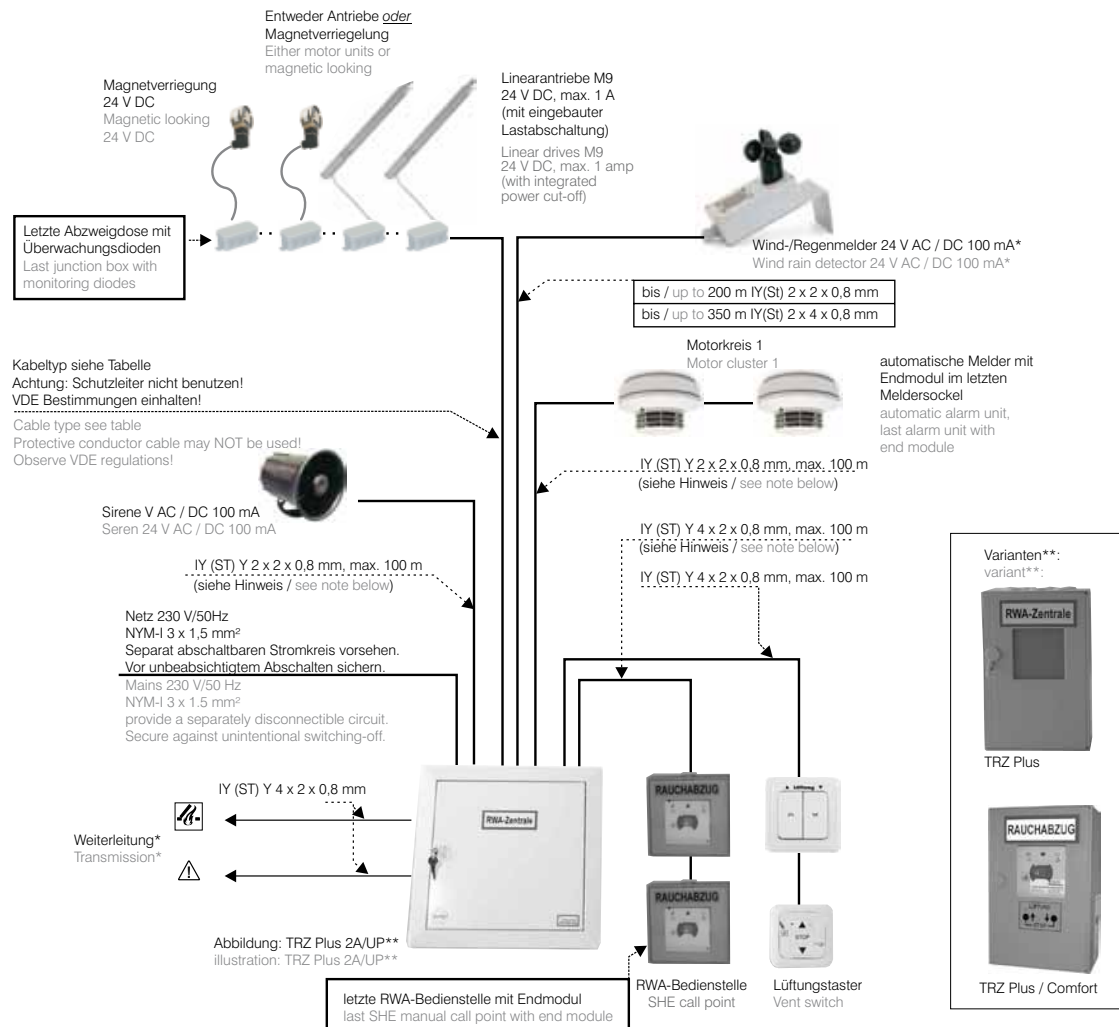 Entweder Antriebe oder
Magnetverriegelung
Either motor units or
magnetic looking
Magnetverriegung
24 V DC
Magnetic looking
24 V DC
Linearantriebe M9
24 V DC, max. 1 A
(mit eingebauter
Lastabschaltung)
Linear drives M9
24 V DC, max. 1 amp
(with integrated
power cut-off)
Letzte Abzweigdose mit
Überwachungsdioden
Last junction box with
monitoring diodes
Wind-/Regenmelder 24 V AC / DC 100 mA*
Wind rain detector 24 V AC / DC 100 mA*
bis / up to 200 m IY(St) 2 x 2 x 0,8 mm
bis / up to 350 m IY(St) 2 x 4 x 0,8 mm
Kabeltyp siehe Tabelle
Achtung: Schutzleiter nicht benutzen!
VDE Bestimmungen einhalten!
Cable type see table
Protective conductor cable may NOT be used!
Observe VDE regulations!
Motorkreis 1
Motor cluster 1
automatische Melder mit
Endmodul im letzten
Meldersockel
automatic alarm unit,
last alarm unit with
end module
IY (ST) Y 2 x 2 x 0,8 mm, max. 100 m
(siehe Hinweis / see note below)
Sirene V AC / DC 100 mA
Seren 24 V AC / DC 100 mA
IY (ST) Y 4 x 2 x 0,8 mm, max. 100 m
(siehe Hinweis / see note below)
IY (ST) Y 4 x 2 x 0,8 mm, max. 100 m
IY (ST) Y 2 x 2 x 0,8 mm, max. 100 m
(siehe Hinweis / see note below)
Netz 230 V/50Hz
NYM-I 3 x 1,5 mm²
Separat abschaltbaren Stromkreis vorsehen.
Vor unbeabsichtigtem Abschalten sichern.
Mains 230 V/50 Hz
NYM-I 3 x 1.5 mm²
provide a separately disconnectible circuit.
Secure against unintentional switching-off.
Varianten**:
variant**:
RWA-Zentrale
TRZ Plus
RAUCHABZUG
LÜFTUNG
STOP
TRZ Plus / Comfort
IY (ST) Y 4 x 2 x 0,8 mm
Weiterleitung*
Transmission*
RWA-Zentrale
Abbildung: TRZ Plus 2A/UP**
illustration: TRZ Plus 2A/UP**
RAUCHABZUG
RAUCHABZUG
RWA-Bedienstelle
SHE call point
Lüftung
STOP
Lüftungstaster
Vent switch
letzte RWA-Bedienstelle mit Endmodul
last SHE manual call point with end module